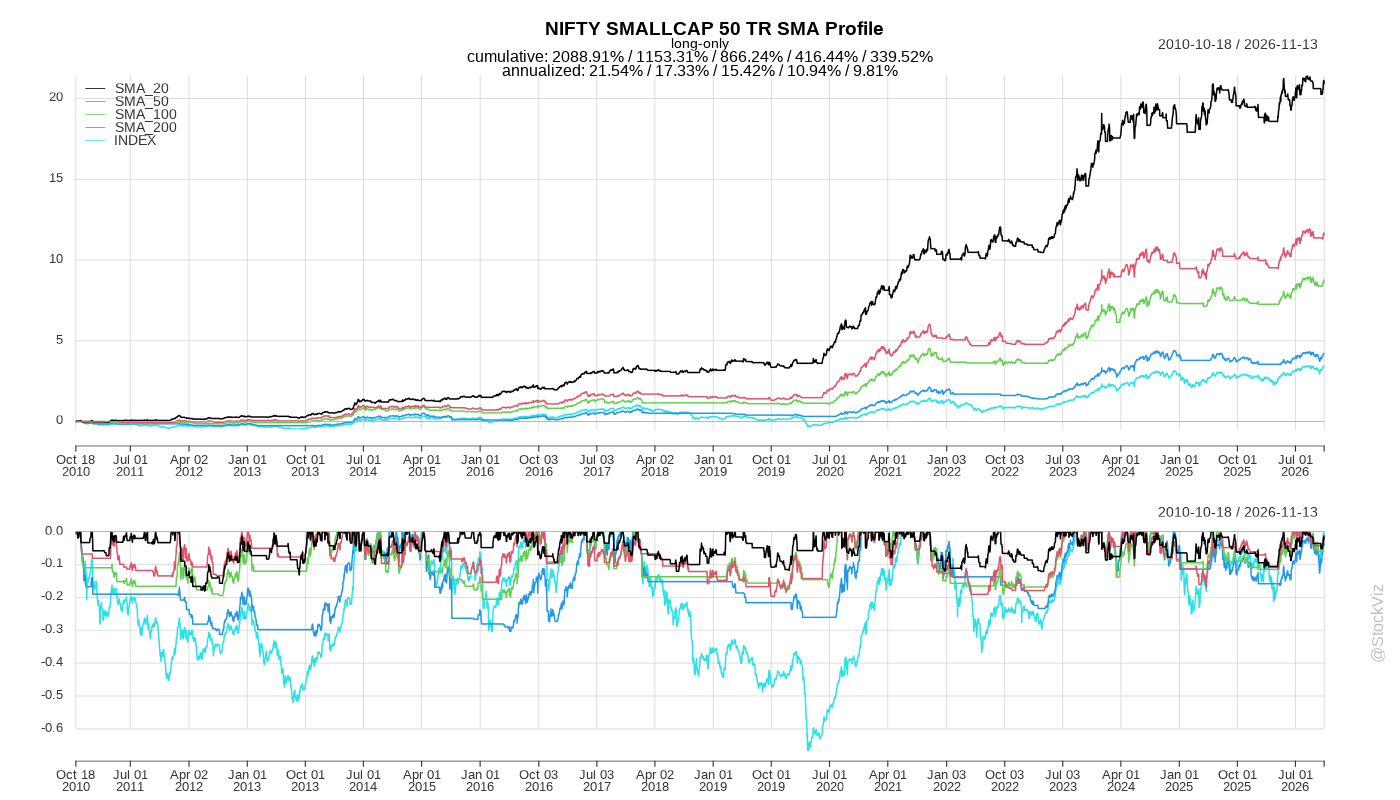 NIFTY SMALLCAP 50 TR SMA Profile
long-only
2010-10-18 / 2026-11-13
cumulative: 2088.91% / 1153.31% / 866.24% / 416.44% / 339.52%
annualized: 21.54% / 17.33% / 15.42% / 10.94% / 9.81%
SMA_20
SMA_50
SMA_100
SMA_200
INDEX
20
15
10
5
0
Oct 18 2010
Jul 01 2011
Apr 02 2012
Jan 01 2013
Oct 01 2013
Jul 01 2014
Apr 01 2015
Jan 01 2016
Oct 03 2016
Jul 03 2017
Apr 02 2018
Jan 01 2019
Oct 01 2019
Jul 01 2020
Apr 01 2021
Jan 03 2022
Oct 03 2022
Jul 03 2023
Apr 01 2024
Jan 01 2025
Oct 01 2025
Jul 01 2026
2010-10-18 / 2026-11-13
0.0
-0.1
-0.2
-0.3
-0.4
-0.5
-0.6
Oct 18 2010
Jul 01 2011
Apr 02 2012
Jan 01 2013
Oct 01 2013
Jul 01 2014
Apr 01 2015
Jan 01 2016
Oct 03 2016
Jul 03 2017
Apr 02 2018
Jan 01 2019
Oct 01 2019
Jul 01 2020
Apr 01 2021
Jan 03 2022
Oct 03 2022
Jul 03 2023
Apr 01 2024
Jan 01 2025
Oct 01 2025
Jul 01 2026
@StockViz